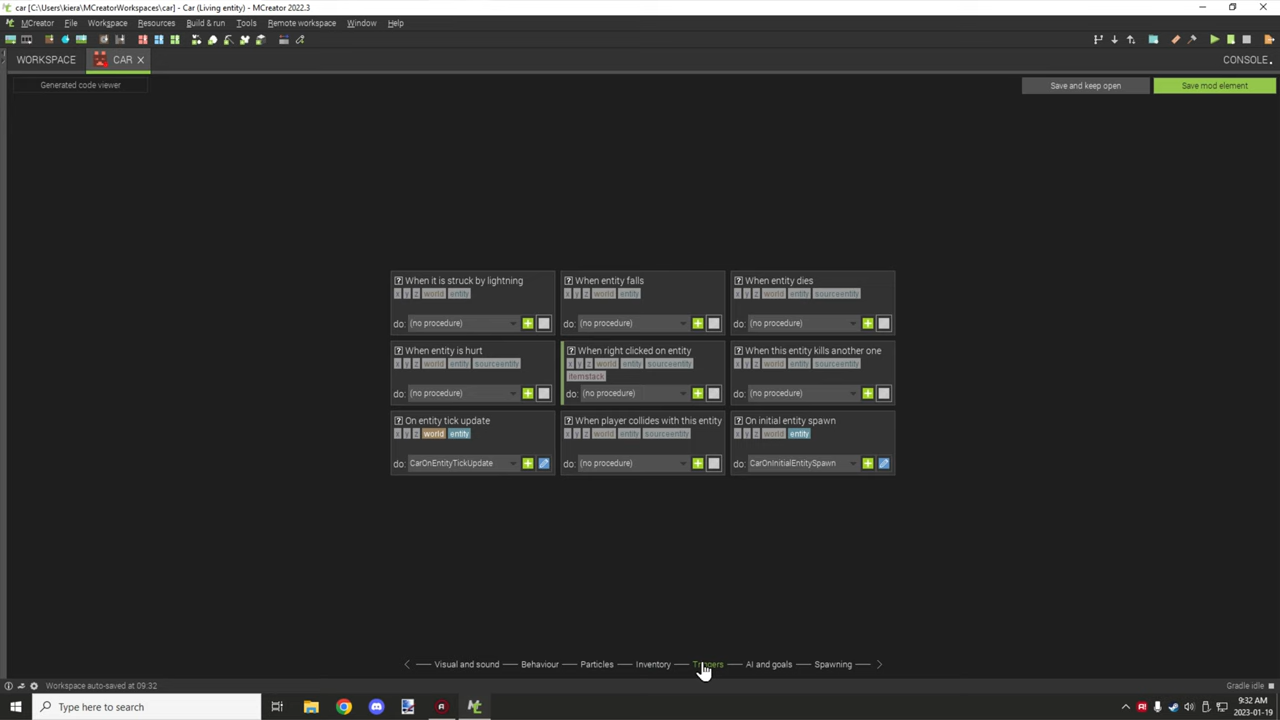 car [C:\Users\kiera\MCreatorWorkspaces\car] - Car (Living entity) - MCreator 2022.3
MCreator File Workspace Resources Build & run Tools Remote workspace Window Help
WORKSPACE CAR CONSOLE
Generated code viewer Save and keep open Save mod element
When it is struck by lightning When entity falls When entity dies
x y z world entity x y z world entity x y z world entity sourceentity
do: (no procedure) do: (no procedure) do: (no procedure)
When entity is hurt When right clicked on entity When this entity kills another one
x y z world entity sourceentity x y z world entity sourceentity x y z world entity sourceentity
itemstack
do: (no procedure) do: (no procedure) do: (no procedure)
On entity tick update When player collides with this entity On initial entity spawn
x y z world entity x y z world entity sourceentity x y z world entity
do: CarOnEntityTickUpdate do: (no procedure) do: CarOnInitialEntitySpawn
Visual and sound Behaviour Particles Inventory Triggers AI and goals Spawning
Workspace auto-saved at 09:32 Gradle idle
Type here to search 9:32 AM
2023-01-19